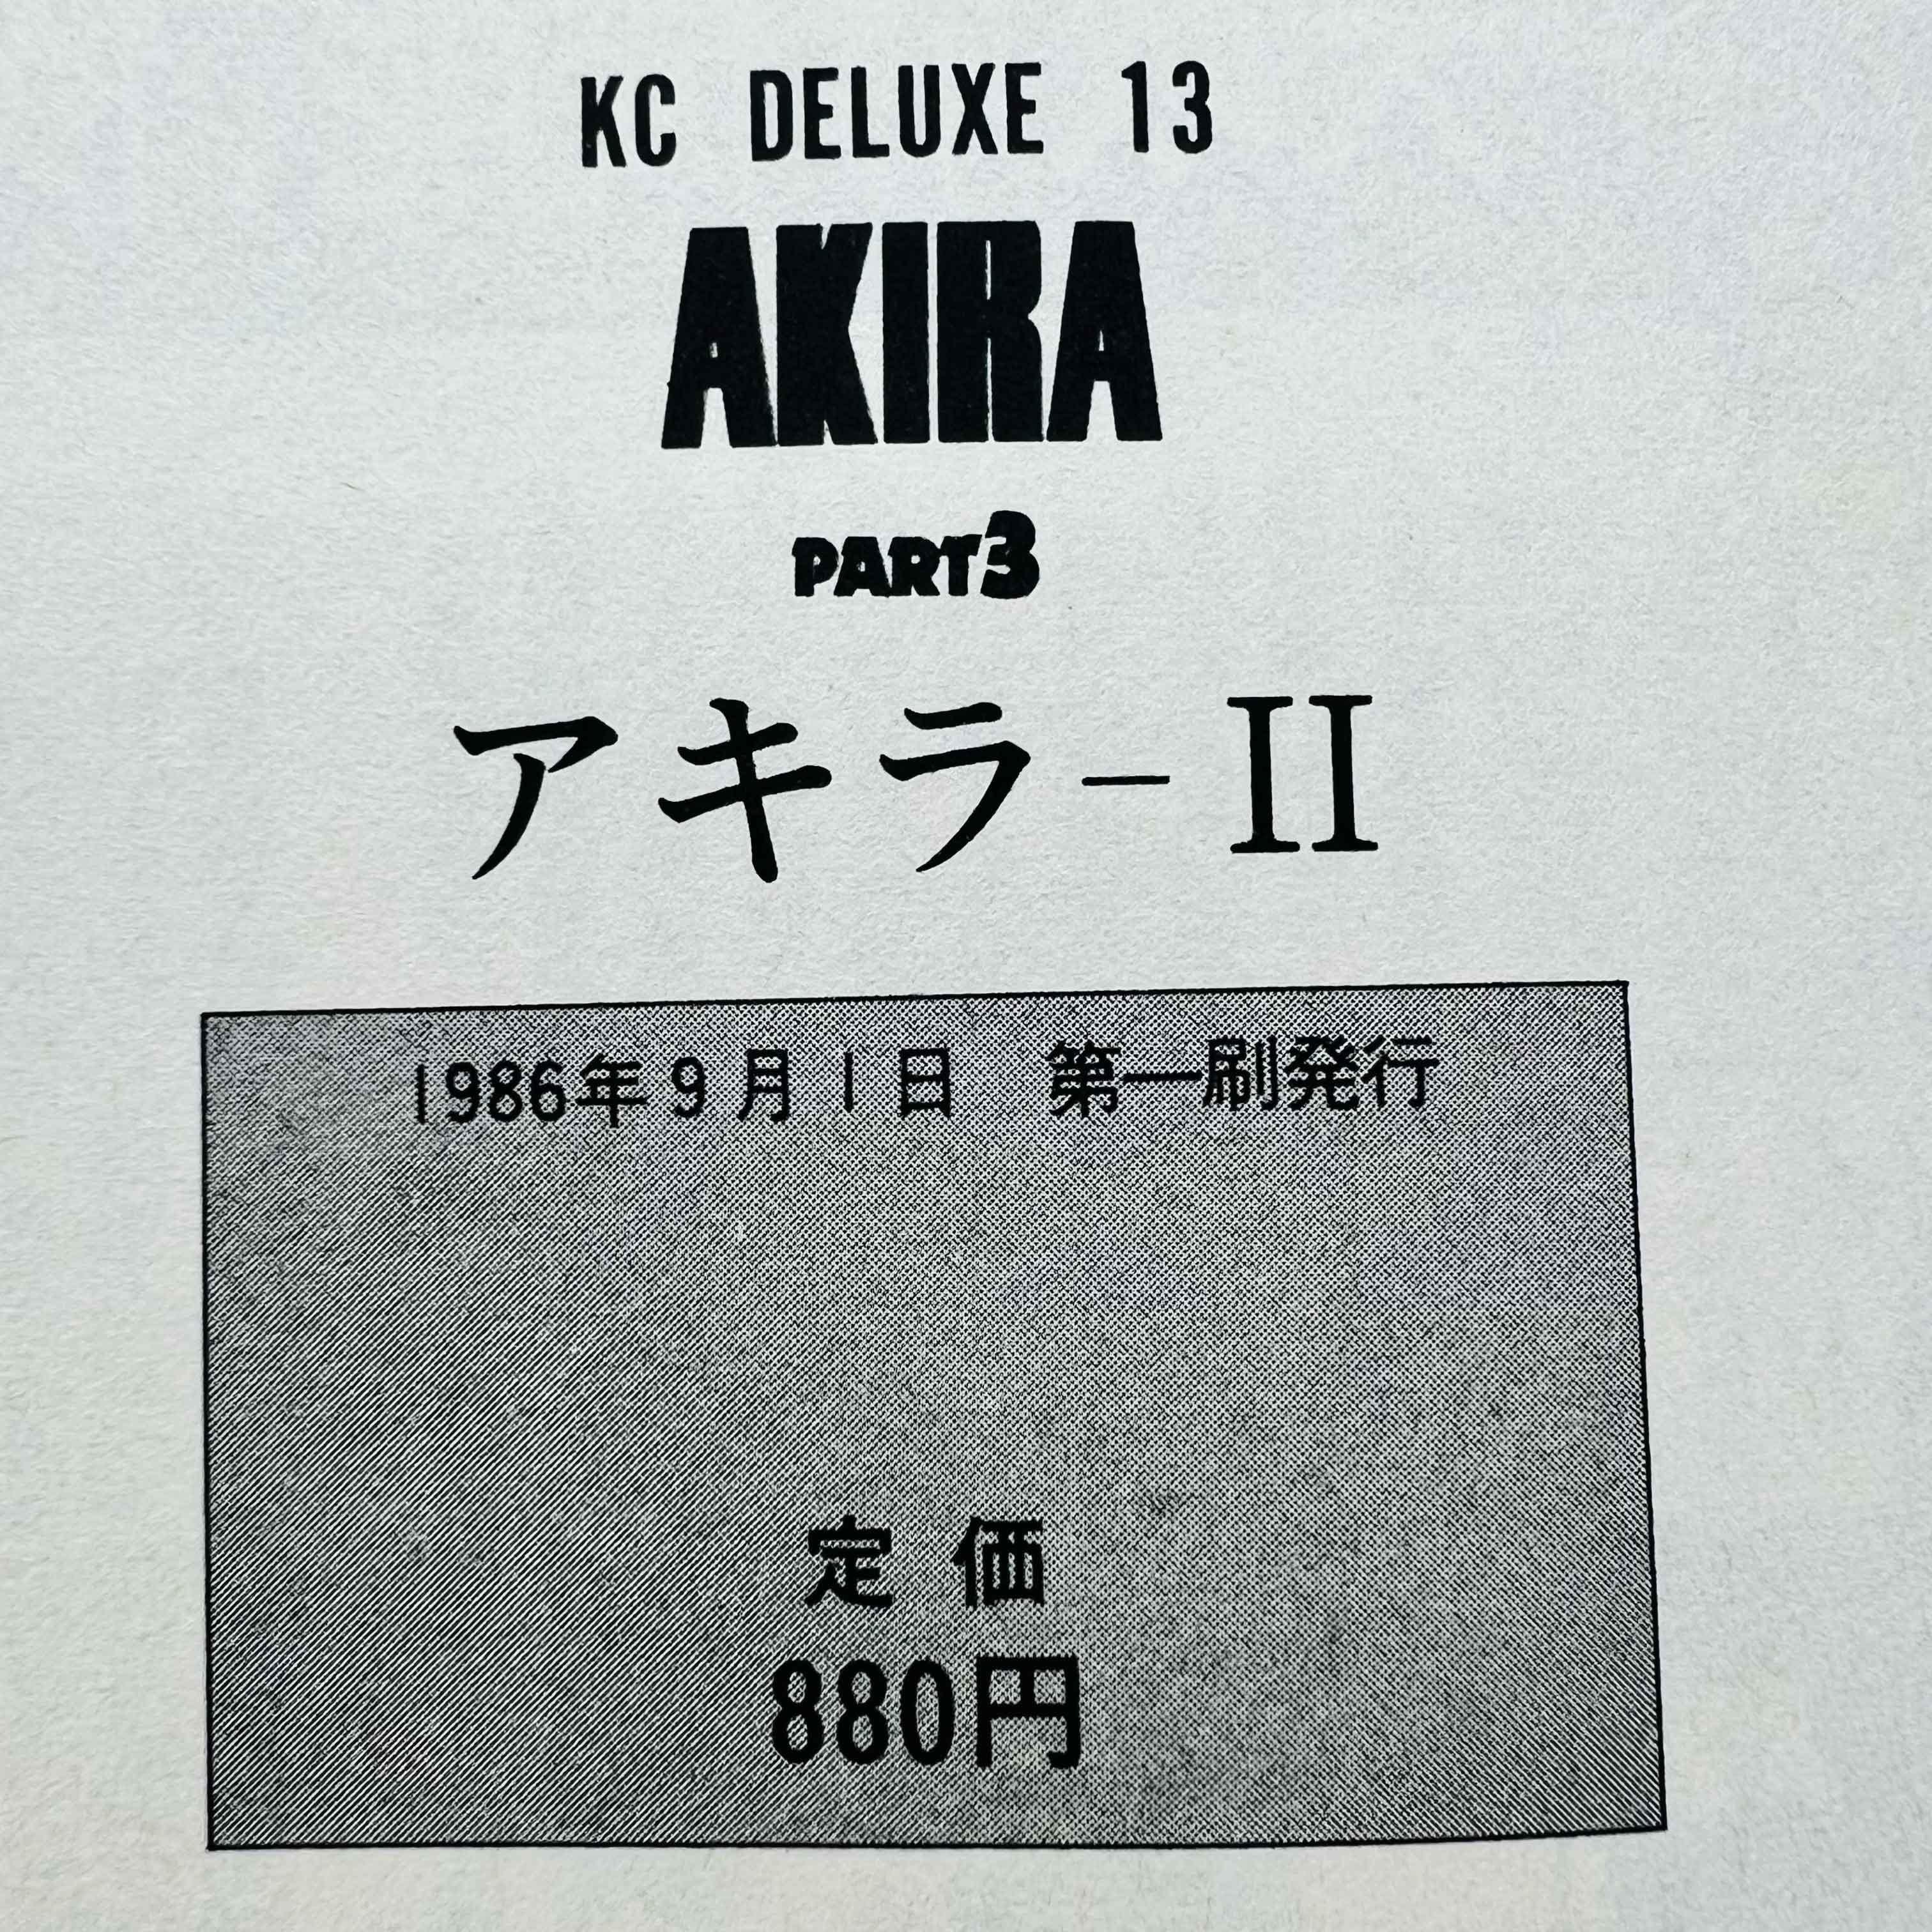 KC DELUXE 13
AKIRA
PART3
アキラ－II
1986年9月1日　第一刷発行
定価
880円